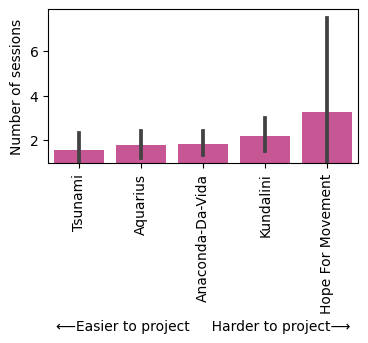 Number of sessions
6
4
2
Tsunami
Aquarius
Anaconda-Da-Vida
Kundalini
Hope For Movement
⟵Easier to project     Harder to project⟶